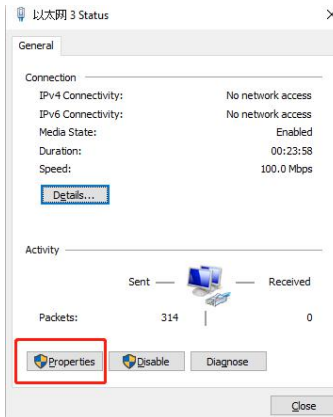 以太网 3 Status
General
Connection
IPv4 Connectivity: No network access
IPv6 Connectivity: No network access
Media State: Enabled
Duration: 00:23:58
Speed: 100.0 Mbps
Details...
Activity
Sent Received
Packets: 314 0
Properties Disable Diagnose
Close